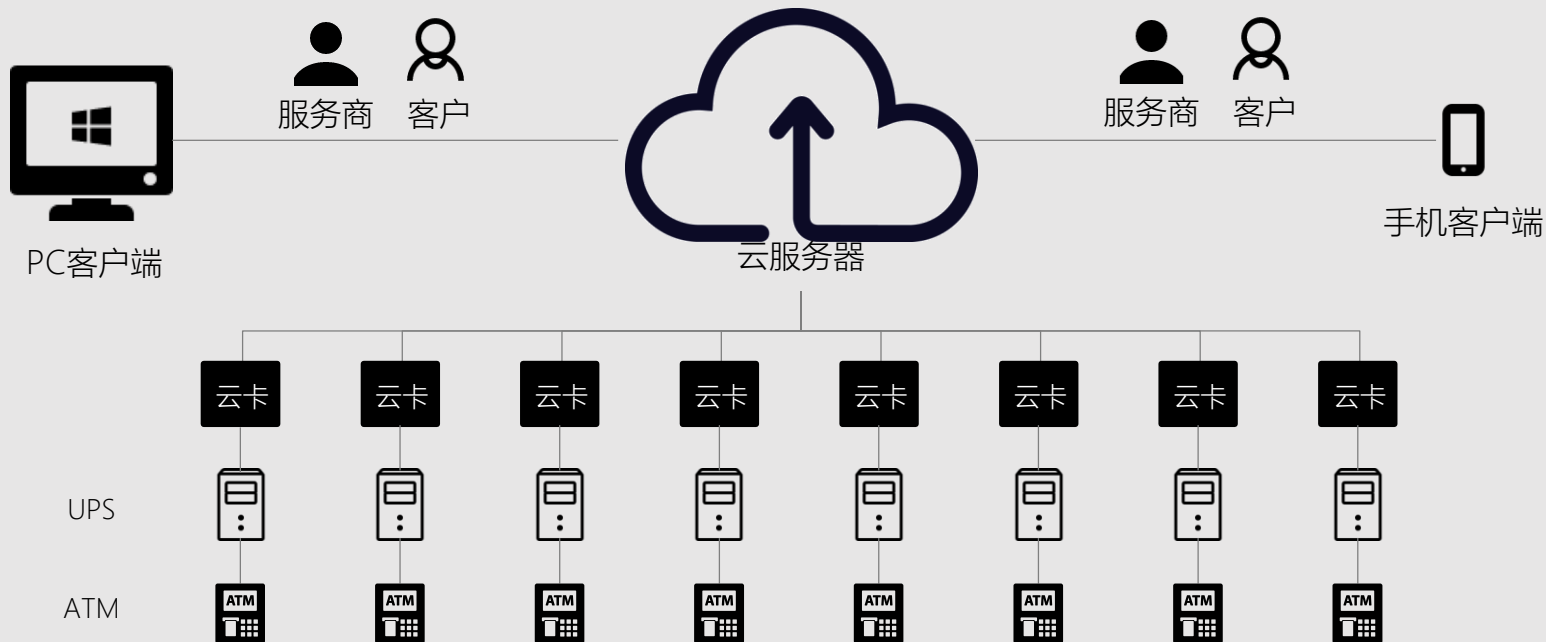 服务商 客户
服务商 客户
PC客户端
云服务器
手机客户端
云卡 云卡 云卡 云卡 云卡 云卡 云卡 云卡
UPS
ATM
ATM ATM ATM ATM ATM ATM ATM ATM